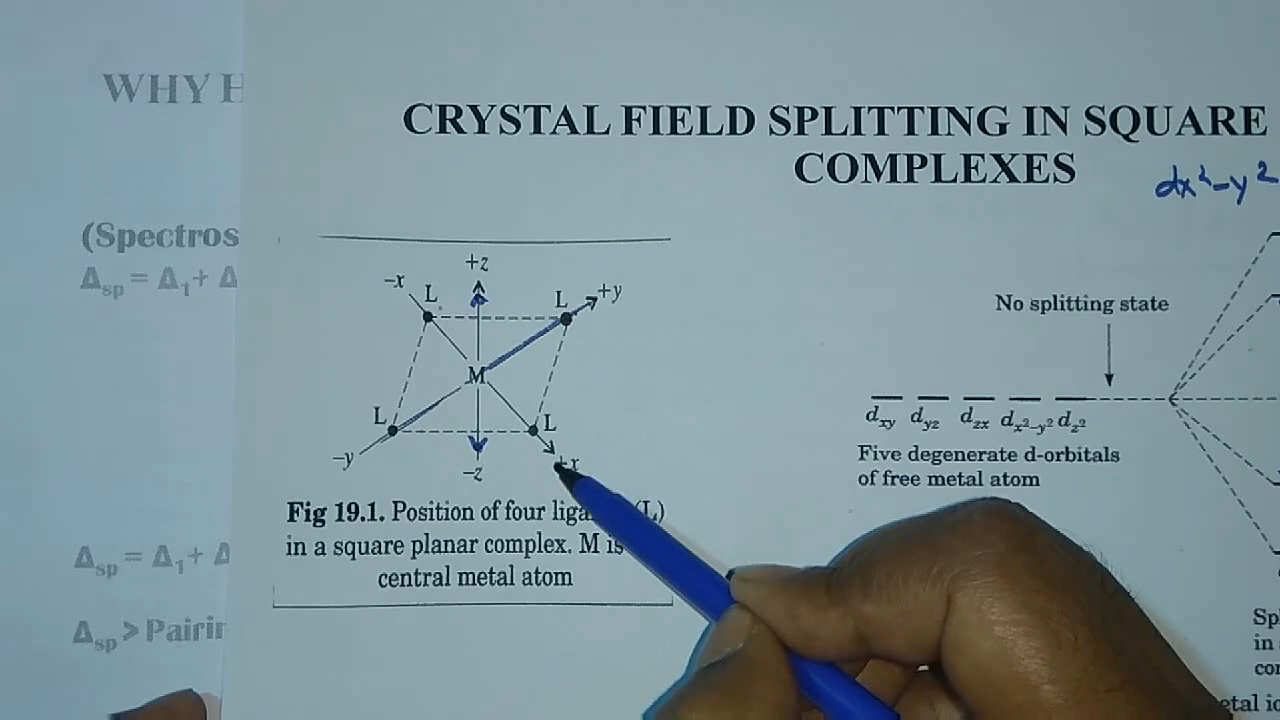 WHY H
(Spectros
Δsp = Δ1 + Δ
Δsp = Δ1 + Δ
Δsp > Pairin
CRYSTAL FIELD SPLITTING IN SQUARE
COMPLEXES
dx²-y²
+z
-x
L
L
+y
M
L
L
-y
-z
+x
Fig 19.1. Position of four liga (L)
in a square planar complex. M is
central metal atom
No splitting state
dxy dyz dzx dx²-y² dz²
Five degenerate d-orbitals
of free metal atom
Sp
in
con
etal io